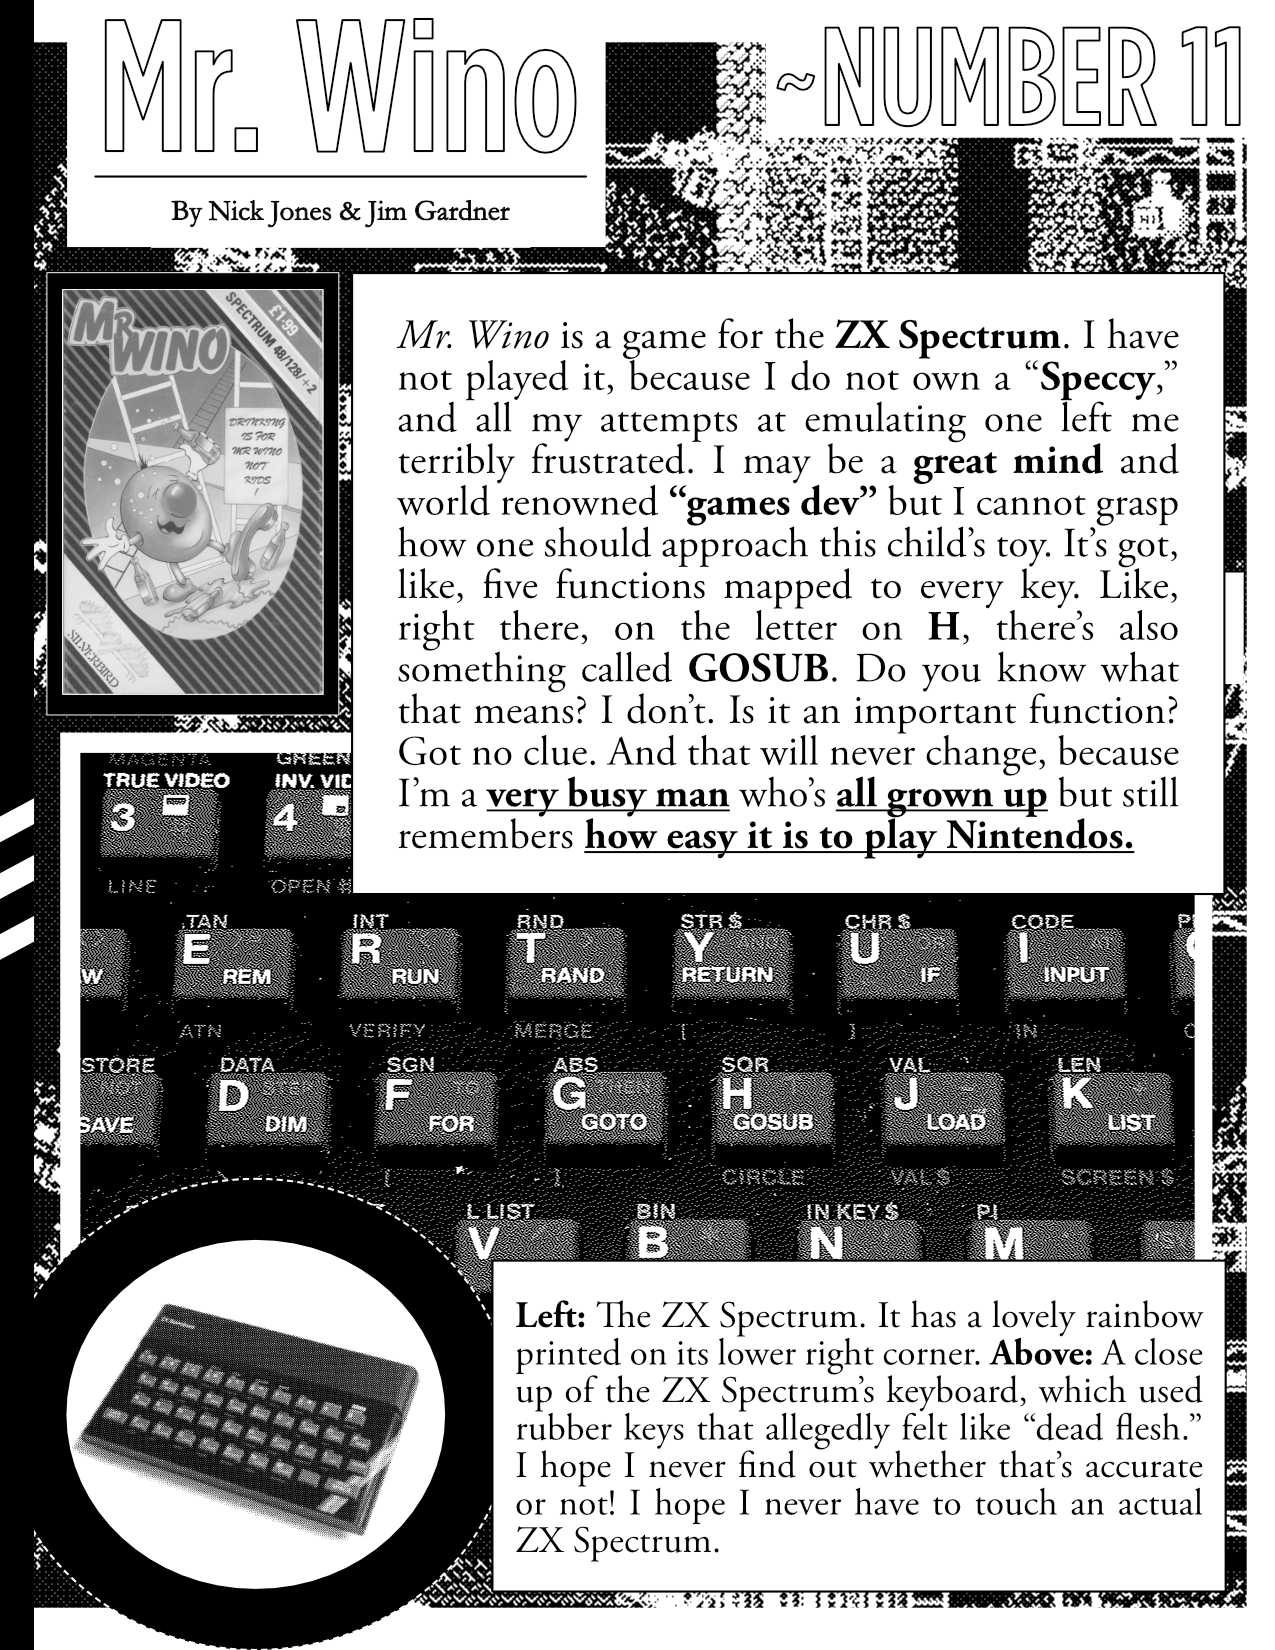 Mr. Wino
~NUMBER 11
By Nick Jones & Jim Gardner
MR
WINO
£1.99
SPECTRUM 48/128/+2
DRINKING
IS FOR
MR WINO
NOT
KIDS
!
SILVERBIRD
Mr. Wino is a game for the ZX Spectrum. I have
not played it, because I do not own a “Speccy,”
and all my attempts at emulating one left me
terribly frustrated. I may be a great mind and
world renowned “games dev” but I cannot grasp
how one should approach this child’s toy. It’s got,
like, five functions mapped to every key. Like,
right there, on the letter on H, there’s also
something called GOSUB. Do you know what
that means? I don’t. Is it an important function?
Got no clue. And that will never change, because
I’m a very busy man who’s all grown up but still
remembers how easy it is to play Nintendos.
MAGENTA GREEN
TRUE VIDEO INV. VID
3 4
LINE OPEN #
TAN INT RND STR $ CHR $ CODE P
E R T Y U I
W REM RUN RAND RETURN IF INPUT
ATN VERIFY MERGE [ ] IN
STORE DATA SGN ABS SQR VAL LEN
D F G H J K
SAVE DIM FOR GOTO GOSUB LOAD LIST
[ ] CIRCLE VAL $ SCREEN $
L LIST BIN IN KEY $ PI
V B N M
Left: The ZX Spectrum. It has a lovely rainbow
printed on its lower right corner. Above: A close
up of the ZX Spectrum’s keyboard, which used
rubber keys that allegedly felt like “dead flesh.”
I hope I never find out whether that’s accurate
or not! I hope I never have to touch an actual
ZX Spectrum.